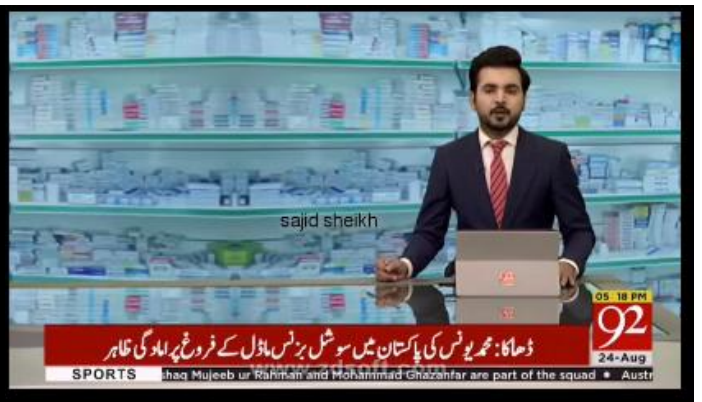 sajid sheikh
05:18 PM
92
24-Aug
ڈھاکا: محمد یونس کی پاکستان میں سوشل بزنس ماڈل کے فروغ پر امادگی ظاہر
SPORTS shaq Mujeeb ur Rahman and Mohammad Ghazanfar are part of the squad • Austr